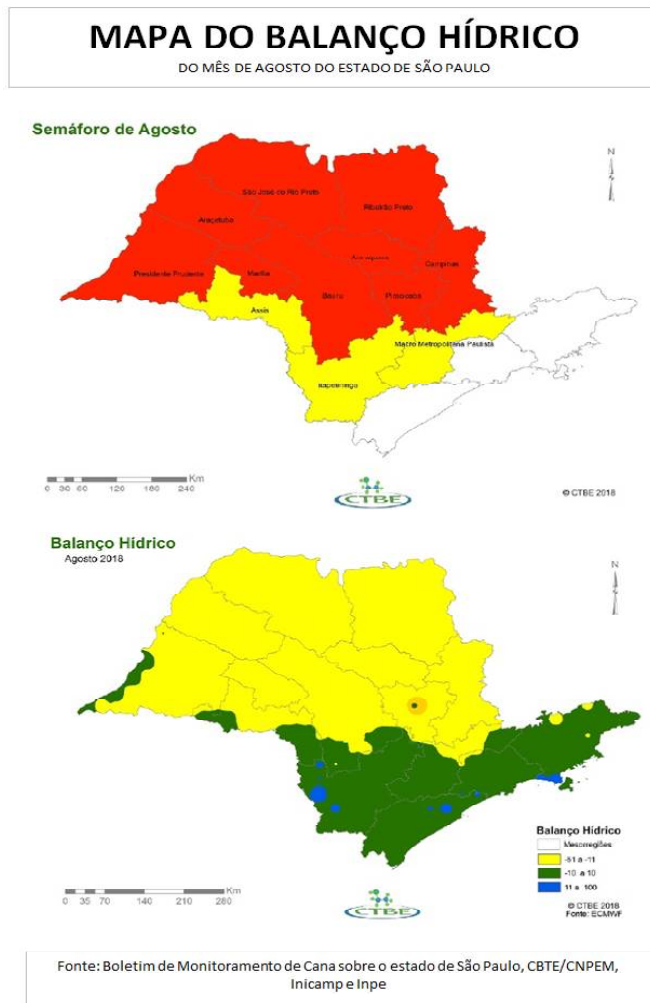 MAPA DO BALANÇO HÍDRICO
DO MÊS DE AGOSTO DO ESTADO DE SÃO PAULO
Semáforo de Agosto
N
São José do Rio Preto
Ribeirão Preto
Araçatuba
Araraquara
Campinas
Presidente Prudente
Marília
Bauru
Piracicaba
Assis
Macro Metropolitana Paulista
Itapetininga
Km
0 30 60 120 180 240
CTBE
© CTBE 2018
Balanço Hídrico
Agosto 2018
N
Balanço Hídrico
Mesorregiões
-51 a -11
-10 a 10
11 a 100
Km
0 35 70 140 210 280
CTBE
© CTBE 2018
Fonte: ECMWF
Fonte: Boletim de Monitoramento de Cana sobre o estado de São Paulo, CBTE/CNPEM,
Inicamp e Inpe